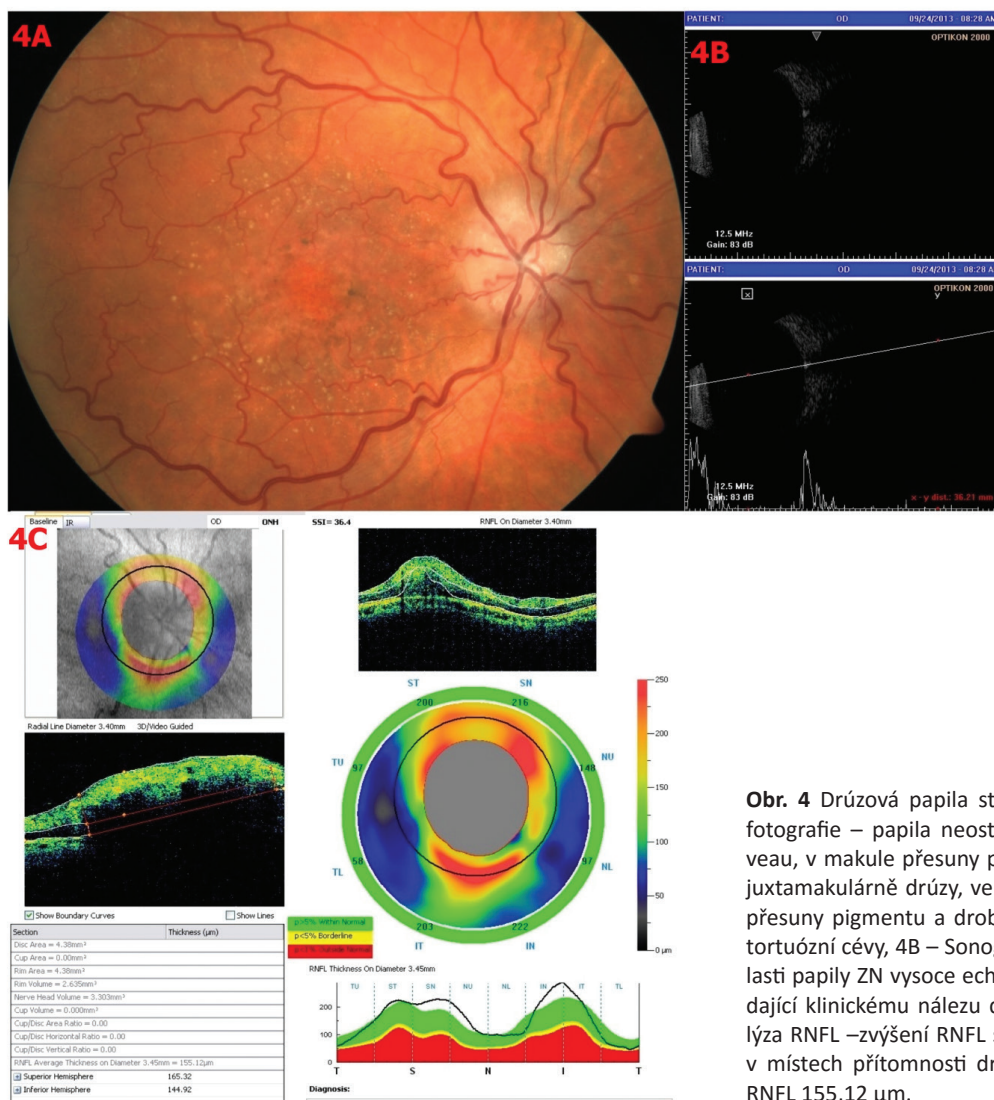 4A
4B
PATIENT: OD 09/24/2013 - 08:28 AM
OPTIKON 2000
12.5 MHz
Gain: 83 dB
PATIENT: OD 09/24/2013 - 08:28 AM
OPTIKON 2000
x
y
12.5 MHz
Gain: 83 dB
x - y dist.: 36.21 mm
4C
Baseline IR OD ONH
SSI= 36.4 RNFL On Diameter 3.40mm
Radial Line Diameter 3.40mm 3D/Video Guided
ST SN
200 216
TU 97 148 NU
TL 58 97 NL
203 222
IT IN
250
200
150
100
50
0 µm
Show Boundary Curves Show Lines
Section Thickness (µm)
Disc Area = 4.38mm²
Cup Area = 0.00mm²
Rim Area = 4.38mm²
Rim Volume = 2.635mm³
Nerve Head Volume = 3.303mm³
Cup Volume = 0.000mm³
Cup/Disc Area Ratio = 0.00
Cup/Disc Horizontal Ratio = 0.00
Cup/Disc Vertical Ratio = 0.00
RNFL Average Thickness on Diameter 3.45mm = 155.12µm
Superior Hemisphere 165.32
Inferior Hemisphere 144.92
p>5% Within Normal
p<5% Borderline
RNFL Thickness On Diameter 3.45mm
TU ST SN NU NL IN IT TL
200
100
0
T S N I T
Diagnosis:
Obr. 4 Drúzová papila st
fotografie – papila neost
veau, v makule přesuny p
juxtamakulárně drúzy, ve
přesuny pigmentu a drob
tortuózní cévy, 4B – Sono,
lasti papily ZN vysoce ech
dající klinickému nálezu d
lýza RNFL –zvýšení RNFL s
v místech přítomnosti dr
RNFL 155,12 µm.